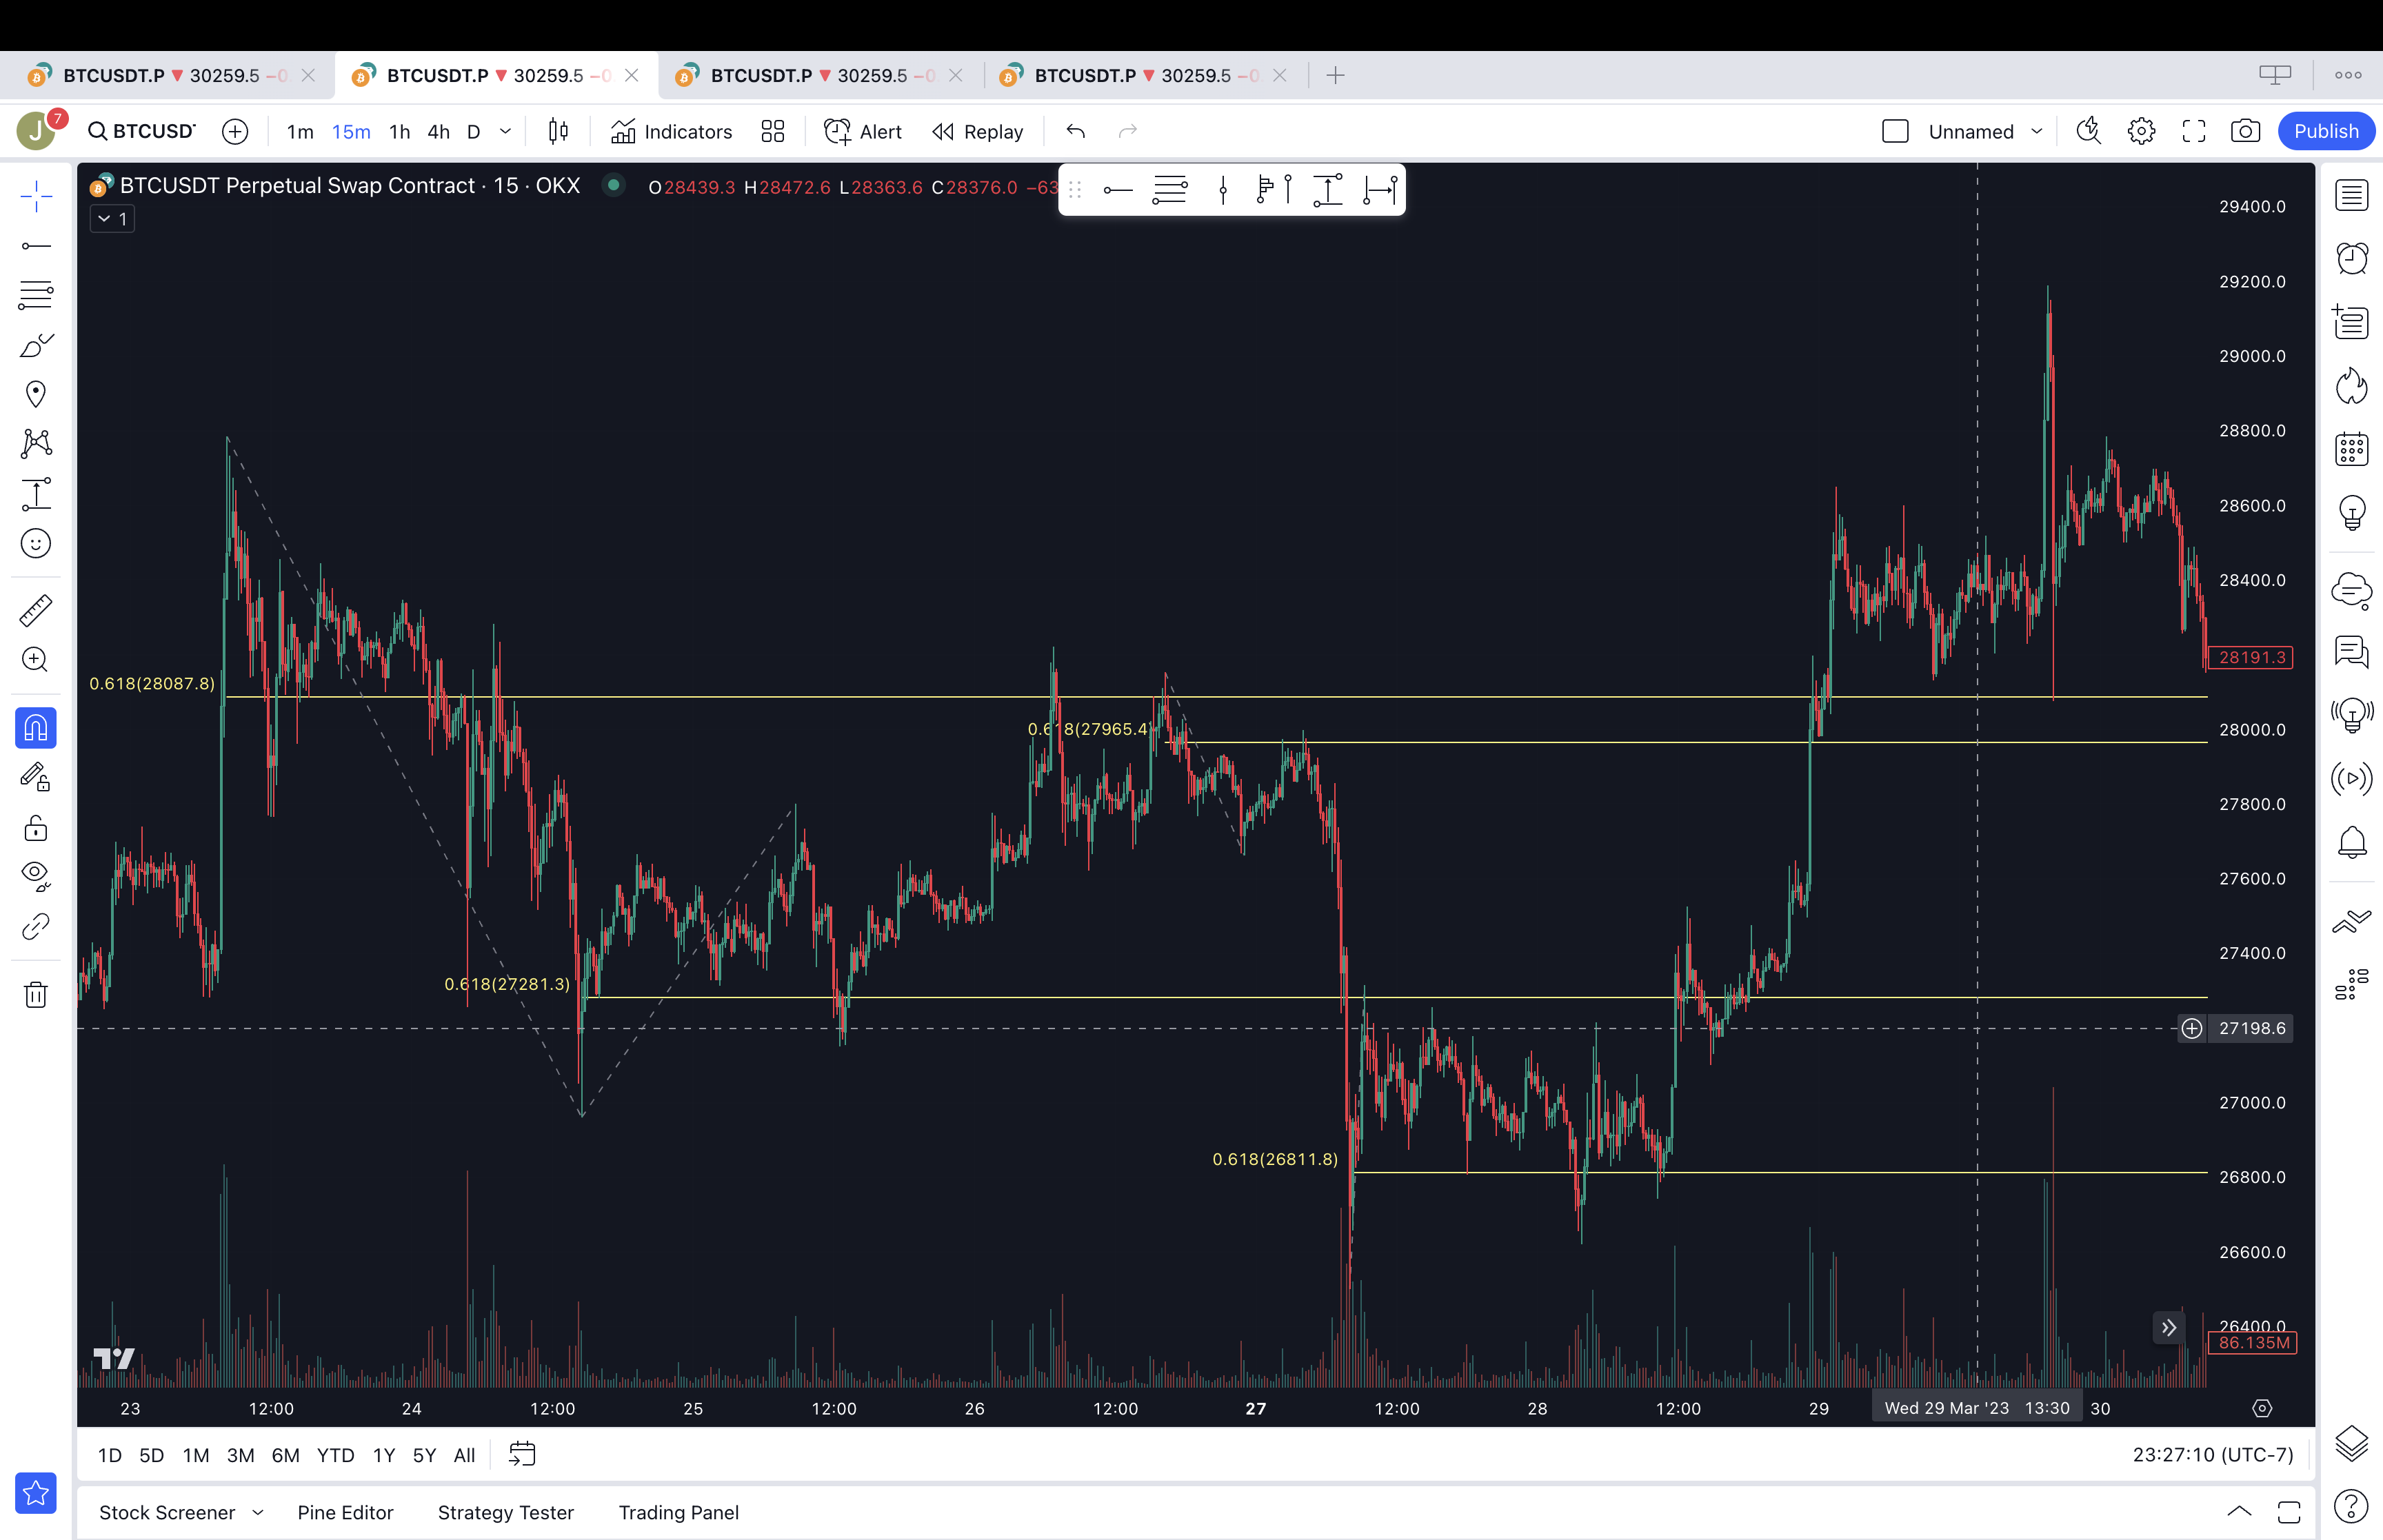 BTCUSDT.P 30259.5 −0
BTCUSDT.P 30259.5 −0
BTCUSDT.P 30259.5 −0
BTCUSDT.P 30259.5 −0
J 7 BTCUSD 1m 15m 1h 4h D Indicators Alert Replay Unnamed Publish
BTCUSDT Perpetual Swap Contract · 15 · OKX O28439.3 H28472.6 L28363.6 C28376.0 −63
1
29400.0
29200.0
29000.0
28800.0
28600.0
28400.0
28191.3
28000.0
27800.0
27600.0
27400.0
27198.6
27000.0
26800.0
26600.0
26400.0
86.135M
0.618(28087.8)
0.618(27965.4
0.618(27281.3)
0.618(26811.8)
23 12:00 24 12:00 25 12:00 26 12:00 27 12:00 28 12:00 29 Wed 29 Mar '23 13:30 30
1D 5D 1M 3M 6M YTD 1Y 5Y All 23:27:10 (UTC-7)
Stock Screener Pine Editor Strategy Tester Trading Panel